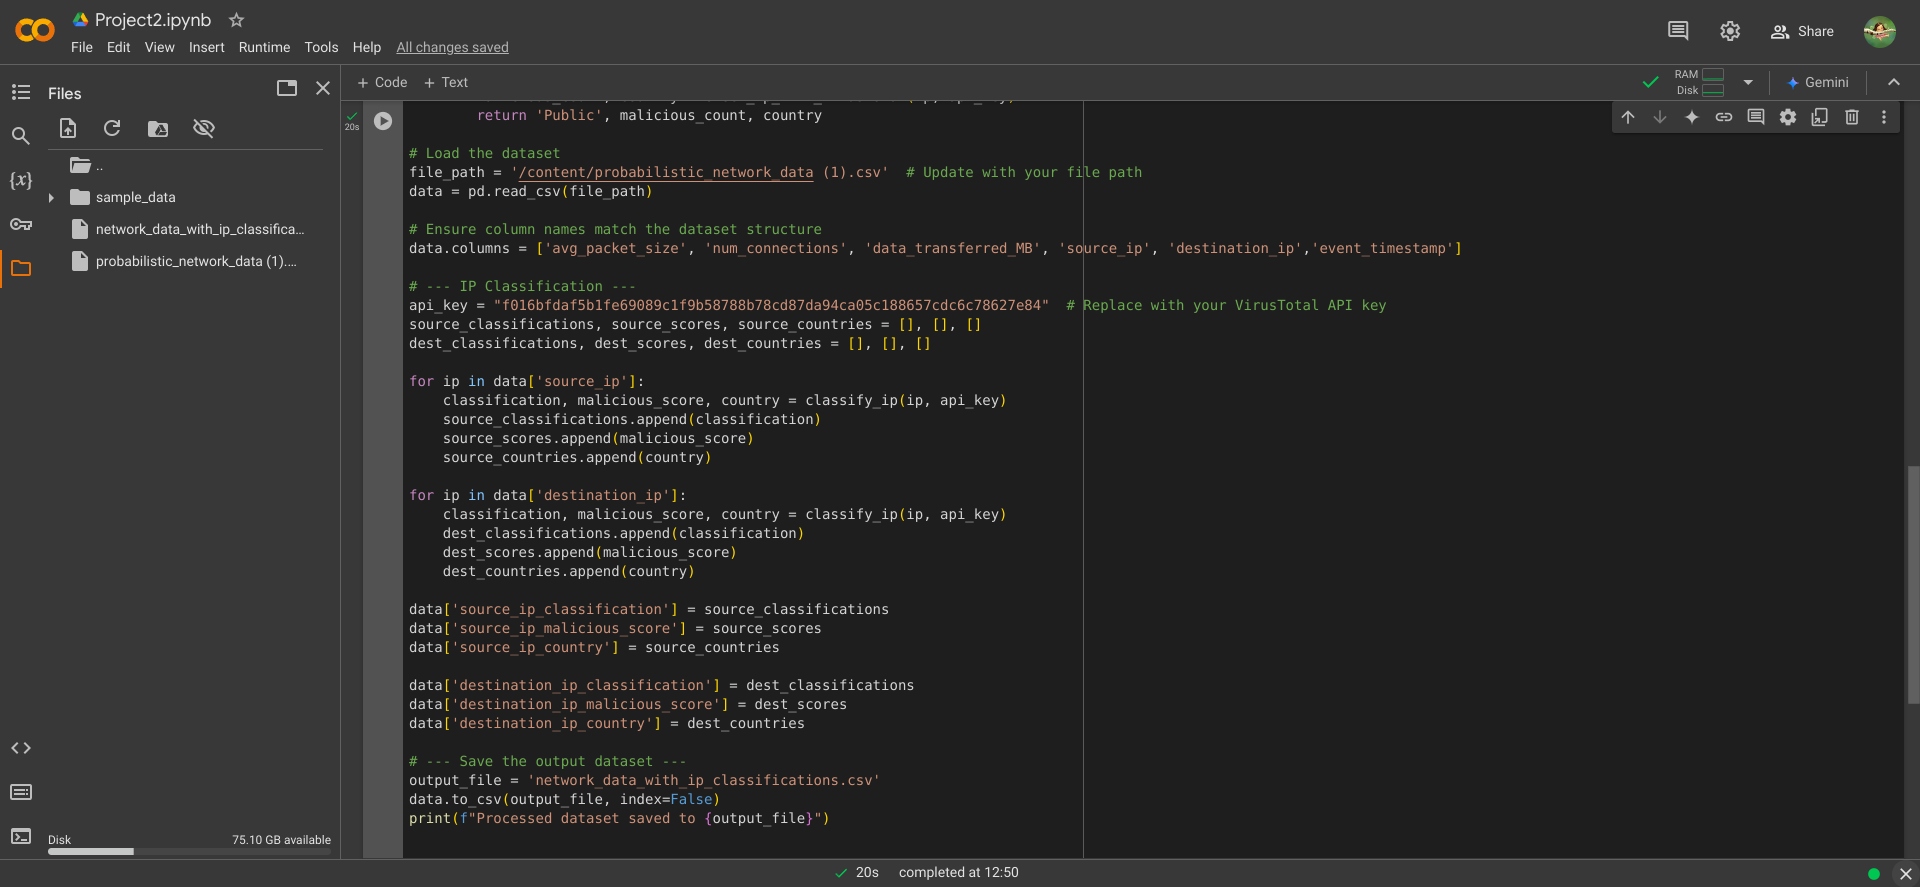 Project2.ipynb
File Edit View Insert Runtime Tools Help All changes saved
Share
Files
+ Code + Text
RAM
Disk
Gemini
20s
..
sample_data
network_data_with_ip_classifica...
probabilistic_network_data (1)....
return 'Public', malicious_count, country
# Load the dataset
file_path = '/content/probabilistic_network_data (1).csv' # Update with your file path
data = pd.read_csv(file_path)
# Ensure column names match the dataset structure
data.columns = ['avg_packet_size', 'num_connections', 'data_transferred_MB', 'source_ip', 'destination_ip','event_timestamp']
# --- IP Classification ---
api_key = "f016bfdaf5b1fe69089c1f9b58788b78cd87da94ca05c188657cdc6c78627e84" # Replace with your VirusTotal API key
source_classifications, source_scores, source_countries = [], [], []
dest_classifications, dest_scores, dest_countries = [], [], []
for ip in data['source_ip']:
    classification, malicious_score, country = classify_ip(ip, api_key)
    source_classifications.append(classification)
    source_scores.append(malicious_score)
    source_countries.append(country)
for ip in data['destination_ip']:
    classification, malicious_score, country = classify_ip(ip, api_key)
    dest_classifications.append(classification)
    dest_scores.append(malicious_score)
    dest_countries.append(country)
data['source_ip_classification'] = source_classifications
data['source_ip_malicious_score'] = source_scores
data['source_ip_country'] = source_countries
data['destination_ip_classification'] = dest_classifications
data['destination_ip_malicious_score'] = dest_scores
data['destination_ip_country'] = dest_countries
# --- Save the output dataset ---
output_file = 'network_data_with_ip_classifications.csv'
data.to_csv(output_file, index=False)
print(f"Processed dataset saved to {output_file}")
Disk 75.10 GB available
20s completed at 12:50